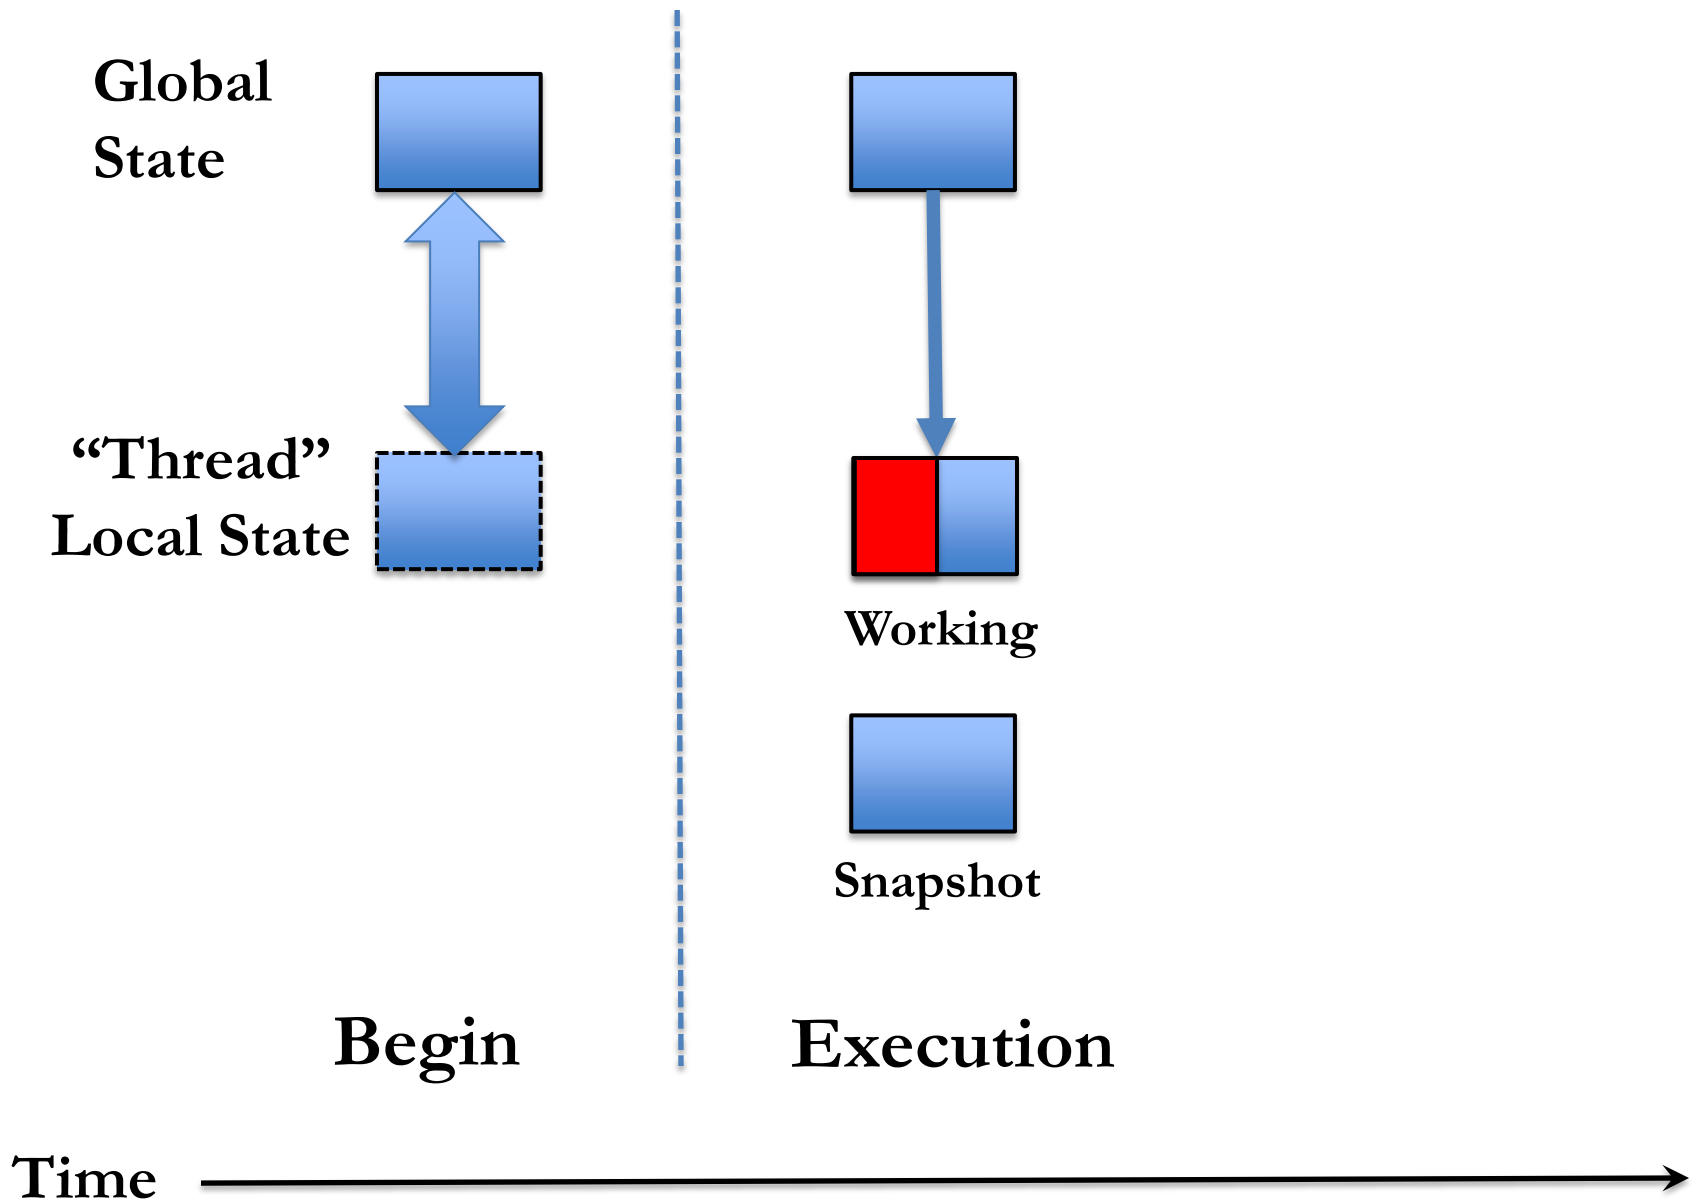 Global
State
“Thread”
Local State
Working
Snapshot
Begin
Execution
Time